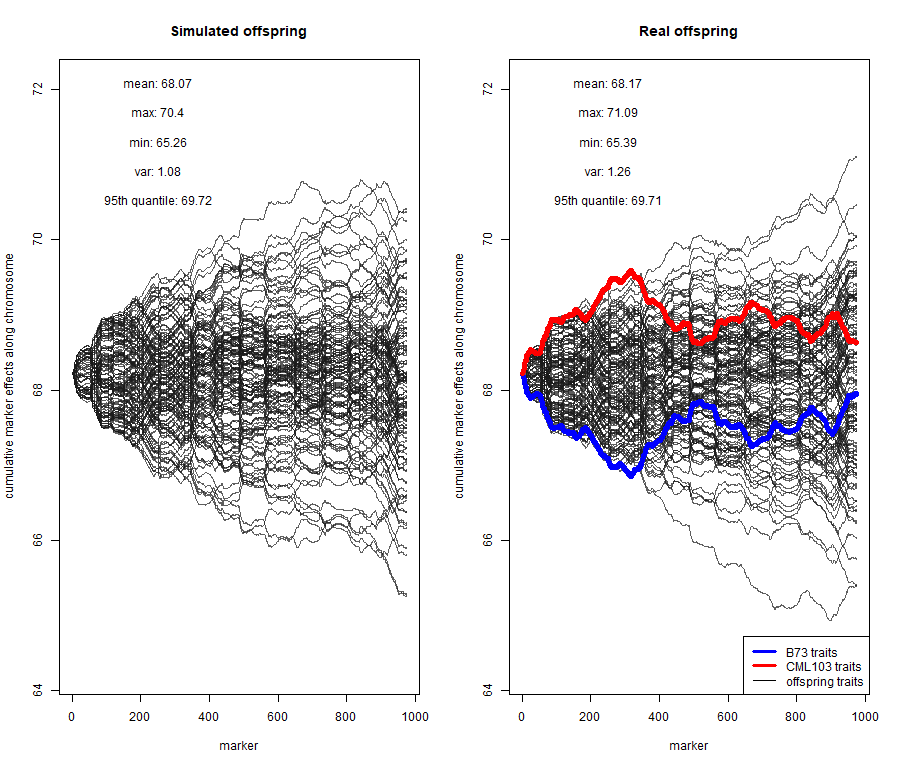 Simulated offspring
mean: 68.07
max: 70.4
min: 65.26
var: 1.08
95th quantile: 69.72
cumulative marker effects along chromosome
72
70
68
66
64
0 200 400 600 800 1000
marker
Real offspring
mean: 68.17
max: 71.09
min: 65.39
var: 1.26
95th quantile: 69.71
cumulative marker effects along chromosome
72
70
68
66
64
B73 traits
CML103 traits
offspring traits
0 200 400 600 800 1000
marker